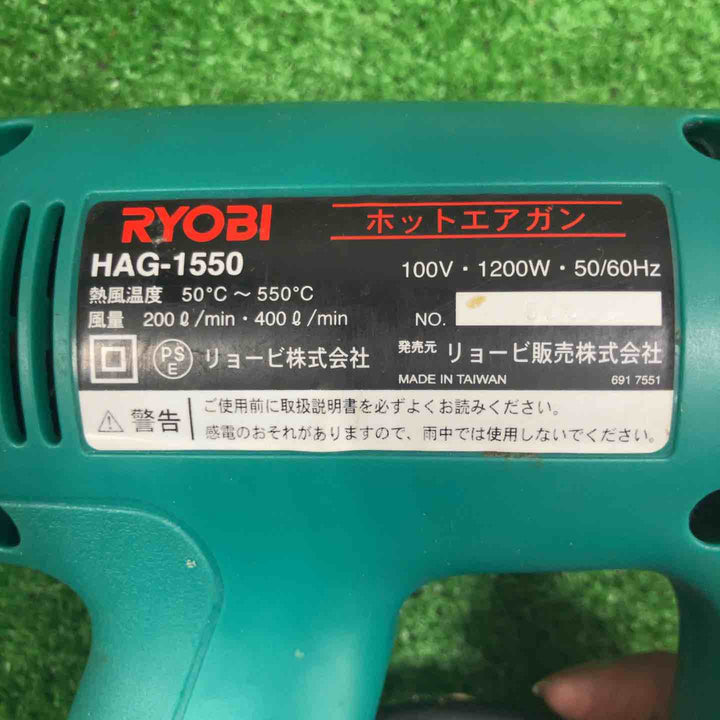 RYOBI ホットエアガン
HAG-1550 100V・1200W・50/60Hz
熱風温度 50°C～550°C
風量 200ℓ/min・400ℓ/min NO.
PSE リョービ株式会社 発売元 リョービ販売株式会社
MADE IN TAIWAN 691 7551
警告 ご使用前に取扱説明書を必ずよくお読みください。
感電のおそれがありますので、雨中では使用しないでください。